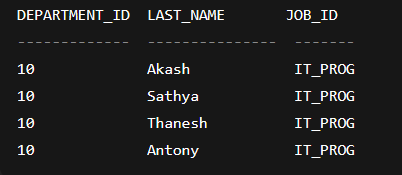 DEPARTMENT_ID  LAST_NAME       JOB_ID
-------------  --------------- -------
10             Akash            IT_PROG
10             Sathya           IT_PROG
10             Thanesh          IT_PROG
10             Antony           IT_PROG